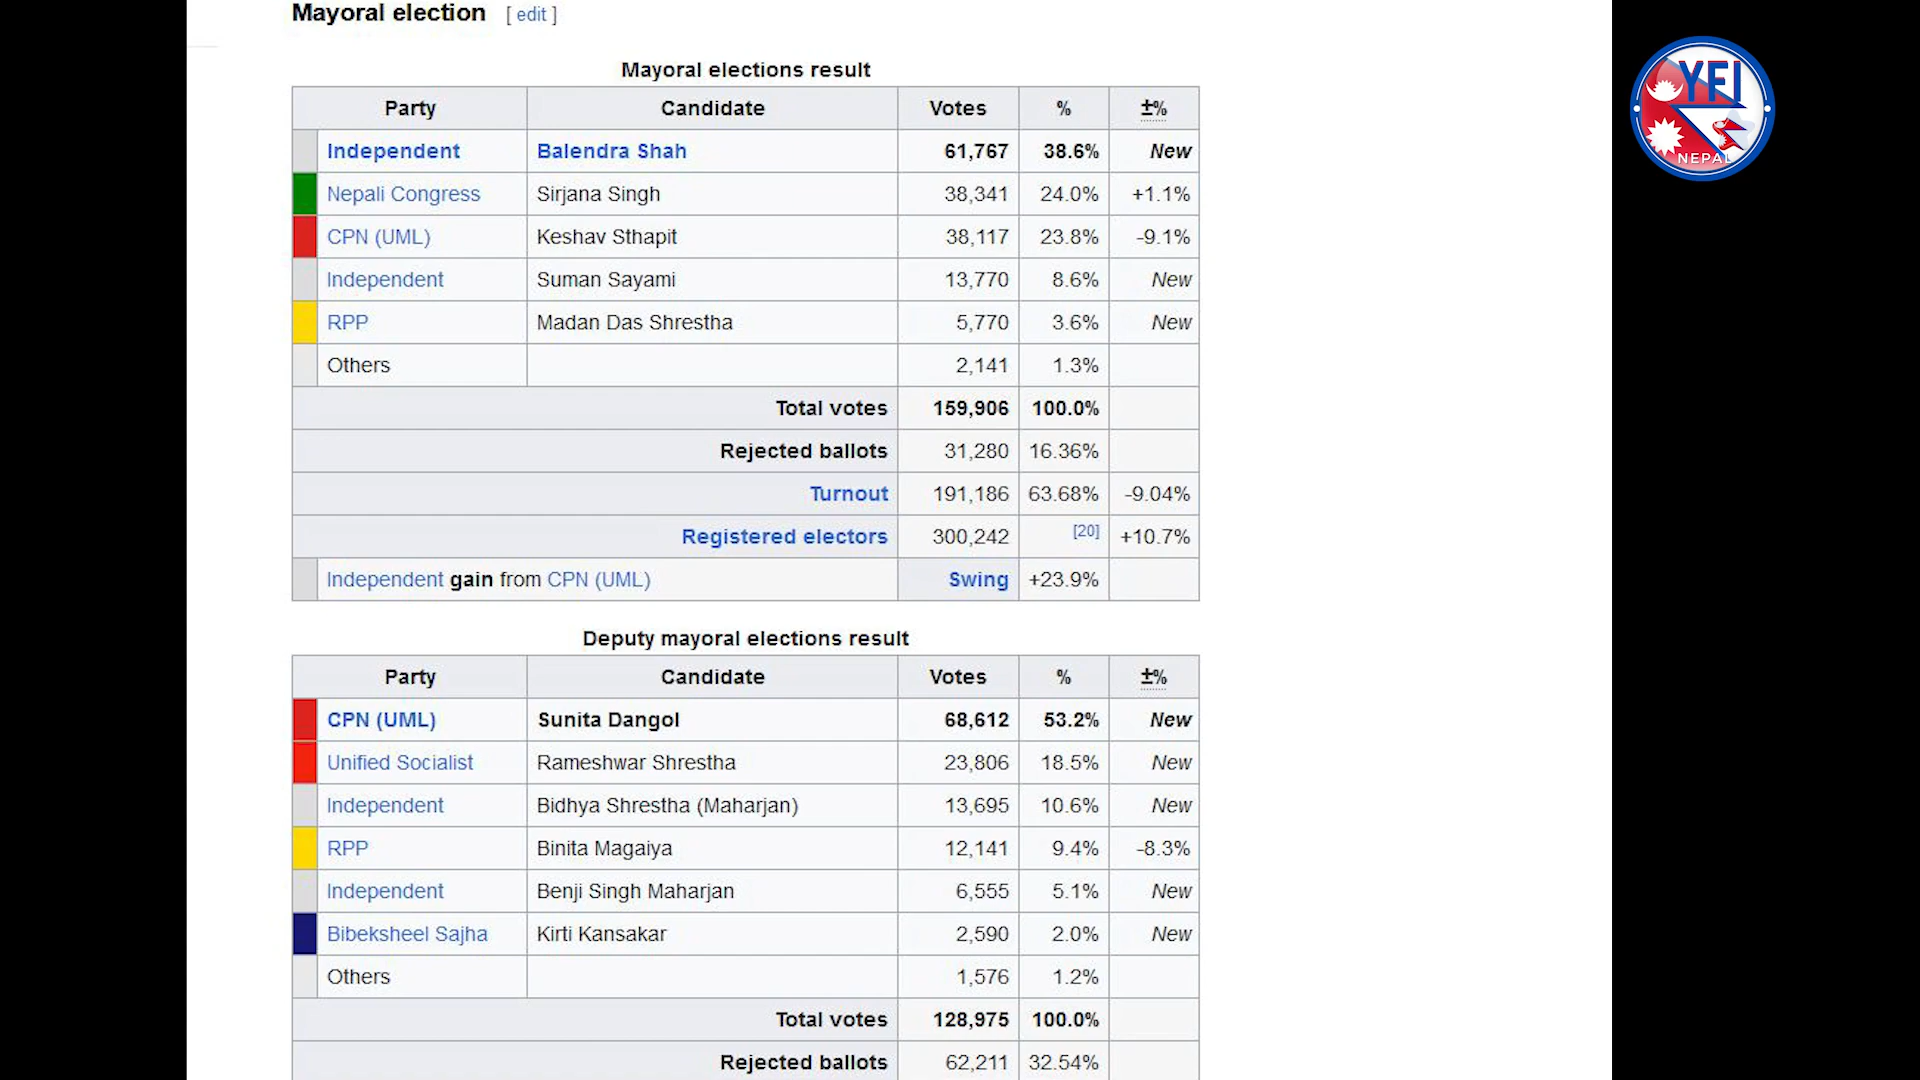 Mayoral election [ edit ]
Mayoral elections result
Party Candidate Votes % ±%
Independent Balendra Shah 61,767 38.6% New
Nepali Congress Sirjana Singh 38,341 24.0% +1.1%
CPN (UML) Keshav Sthapit 38,117 23.8% -9.1%
Independent Suman Sayami 13,770 8.6% New
RPP Madan Das Shrestha 5,770 3.6% New
Others 2,141 1.3%
Total votes 159,906 100.0%
Rejected ballots 31,280 16.36%
Turnout 191,186 63.68% -9.04%
Registered electors 300,242 [20] +10.7%
Independent gain from CPN (UML) Swing +23.9%
Deputy mayoral elections result
Party Candidate Votes % ±%
CPN (UML) Sunita Dangol 68,612 53.2% New
Unified Socialist Rameshwar Shrestha 23,806 18.5% New
Independent Bidhya Shrestha (Maharjan) 13,695 10.6% New
RPP Binita Magaiya 12,141 9.4% -8.3%
Independent Benji Singh Maharjan 6,555 5.1% New
Bibeksheel Sajha Kirti Kansakar 2,590 2.0% New
Others 1,576 1.2%
Total votes 128,975 100.0%
Rejected ballots 62,211 32.54%
YFI
NEPAL